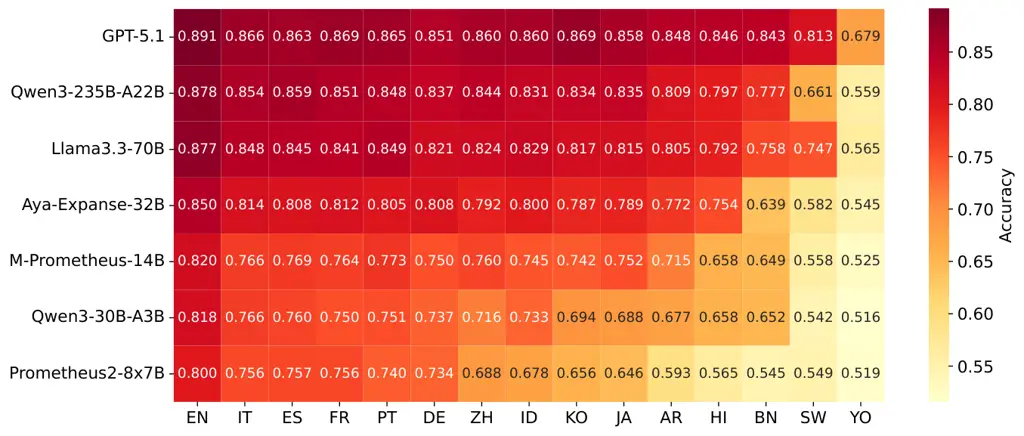 GPT-5.1 0.891 0.866 0.863 0.869 0.865 0.851 0.860 0.860 0.869 0.858 0.848 0.846 0.843 0.813 0.679
Qwen3-235B-A22B 0.878 0.854 0.859 0.851 0.848 0.837 0.844 0.831 0.834 0.835 0.809 0.797 0.777 0.661 0.559
Llama3.3-70B 0.877 0.848 0.845 0.841 0.849 0.821 0.824 0.829 0.817 0.815 0.805 0.792 0.758 0.747 0.565
Aya-Expanse-32B 0.850 0.814 0.808 0.812 0.805 0.808 0.792 0.800 0.787 0.789 0.772 0.754 0.639 0.582 0.545
M-Prometheus-14B 0.820 0.766 0.769 0.764 0.773 0.750 0.760 0.745 0.742 0.752 0.715 0.658 0.649 0.558 0.525
Qwen3-30B-A3B 0.818 0.766 0.760 0.750 0.751 0.737 0.716 0.733 0.694 0.688 0.677 0.658 0.652 0.542 0.516
Prometheus2-8x7B 0.800 0.756 0.757 0.756 0.740 0.734 0.688 0.678 0.656 0.646 0.593 0.565 0.545 0.549 0.519
EN IT ES FR PT DE ZH ID KO JA AR HI BN SW YO
0.85
0.80
0.75
0.70
0.65
0.60
0.55
Accuracy